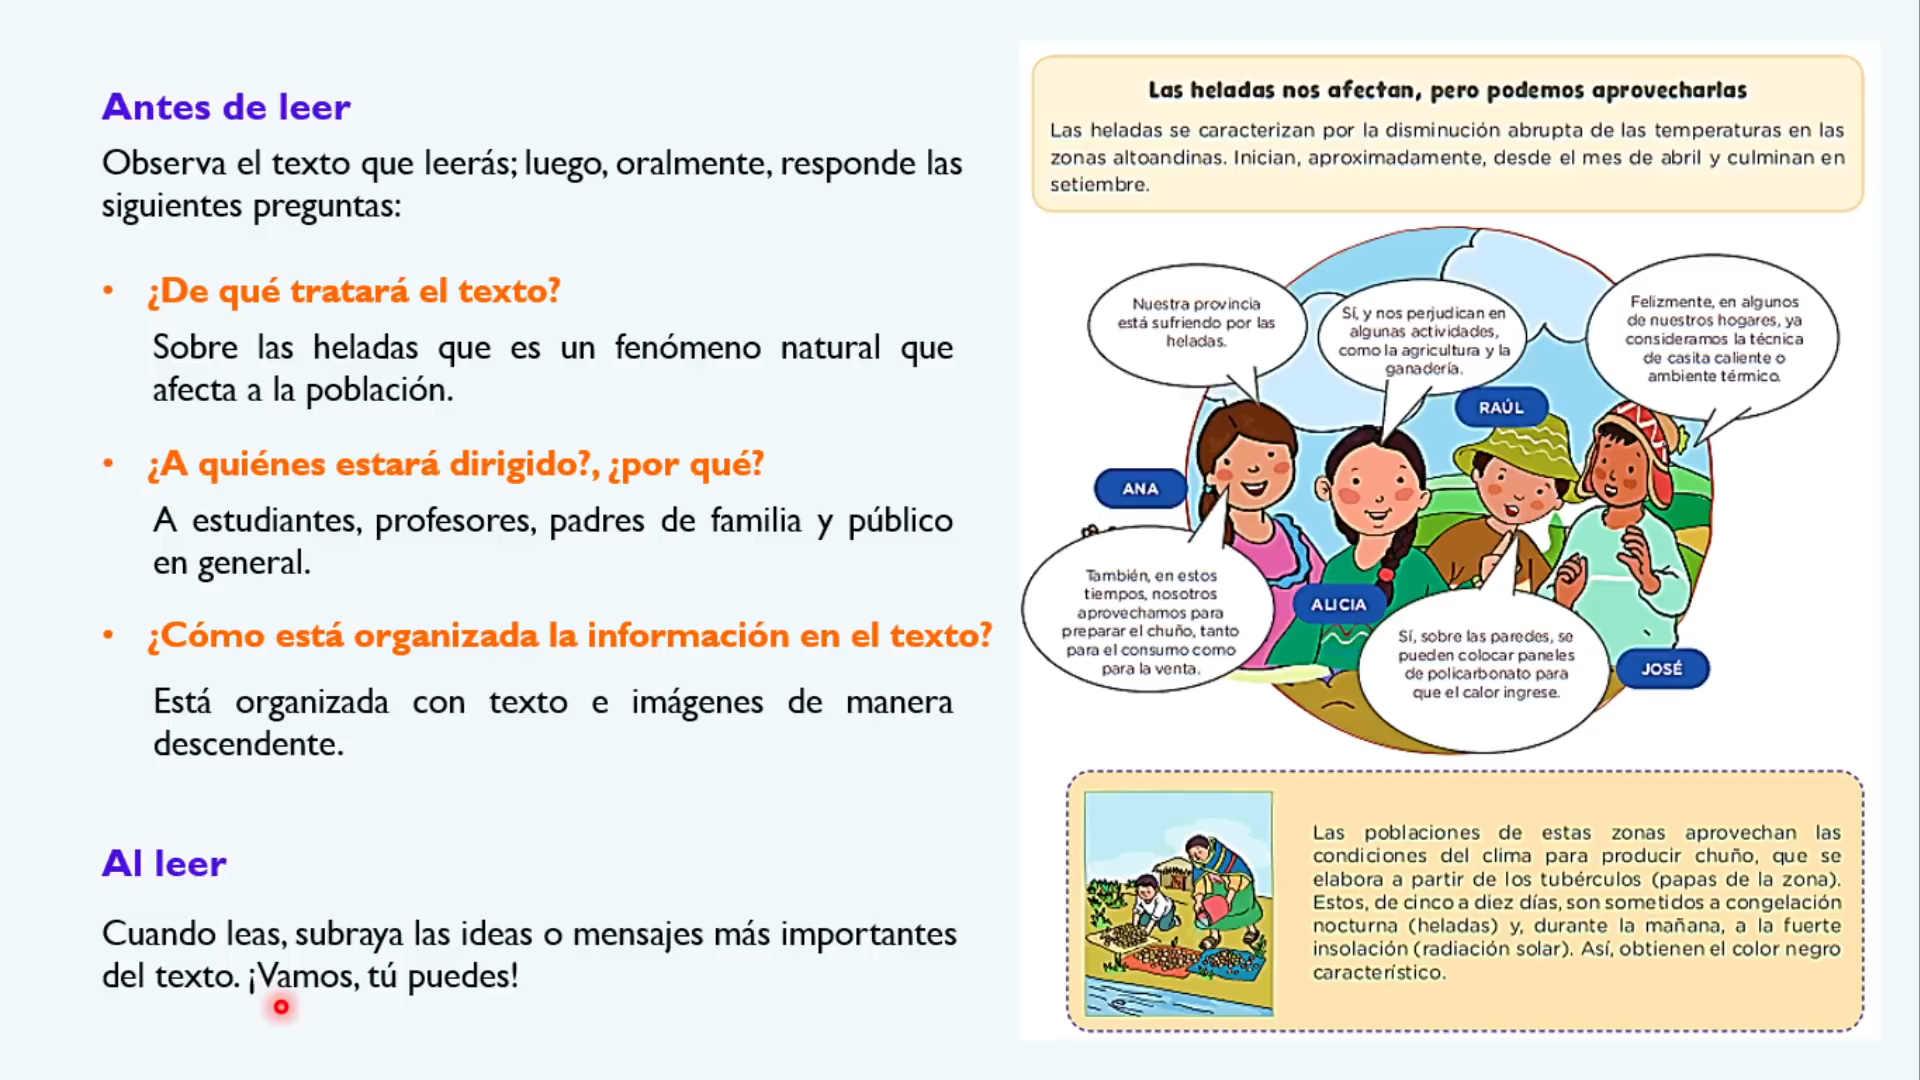 Antes de leer
Observa el texto que leerás; luego, oralmente, responde las
siguientes preguntas:
• ¿De qué tratará el texto?
Sobre las heladas que es un fenómeno natural que
afecta a la población.
• ¿A quiénes estará dirigido?, ¿por qué?
A estudiantes, profesores, padres de familia y público
en general.
• ¿Cómo está organizada la información en el texto?
Está organizada con texto e imágenes de manera
descendente.
Al leer
Cuando leas, subraya las ideas o mensajes más importantes
del texto. ¡Vamos, tú puedes!
Las heladas nos afectan, pero podemos aprovecharlas
Las heladas se caracterizan por la disminución abrupta de las temperaturas en las
zonas altoandinas. Inician, aproximadamente, desde el mes de abril y culminan en
setiembre.
Nuestra provincia
está sufriendo por las
heladas.
Sí, y nos perjudican en
algunas actividades,
como la agricultura y la
ganadería.
Felizmente, en algunos
de nuestros hogares, ya
consideramos la técnica
de casita caliente o
ambiente térmico.
RAÚL
ANA
También, en estos
tiempos, nosotros
aprovechamos para
preparar el chuño, tanto
para el consumo como
para la venta.
ALICIA
Sí, sobre las paredes, se
pueden colocar paneles
de policarbonato para
que el calor ingrese.
JOSÉ
Las poblaciones de estas zonas aprovechan las
condiciones del clima para producir chuño, que se
elabora a partir de los tubérculos (papas de la zona).
Estos, de cinco a diez días, son sometidos a congelación
nocturna (heladas) y, durante la mañana, a la fuerte
insolación (radiación solar). Así, obtienen el color negro
característico.